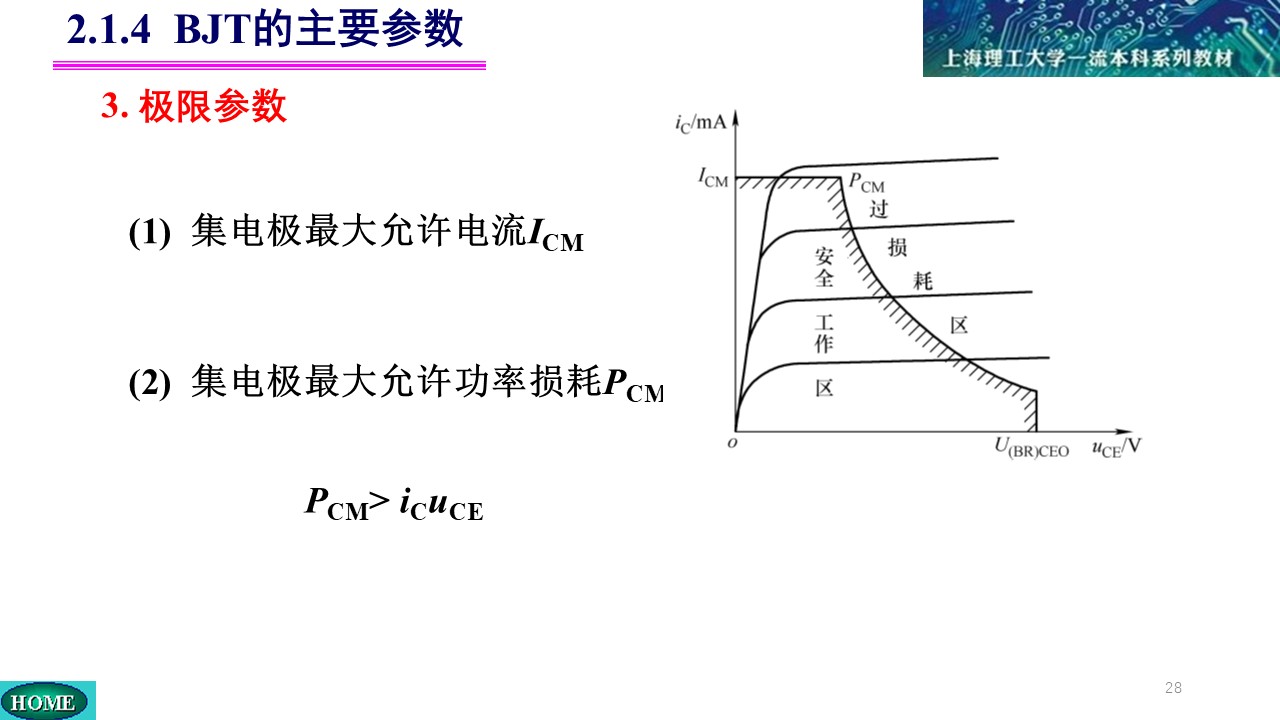 2.1.4 BJT的主要参数
上海理工大学一流本科系列教材
3. 极限参数
(1) 集电极最大允许电流ICM
(2) 集电极最大允许功率损耗PCM
PCM> iCuCE
iC/mA
ICM
PCM
过
损
耗
区
安
全
工
作
区
o
U(BR)CEO
uCE/V
HOME
28